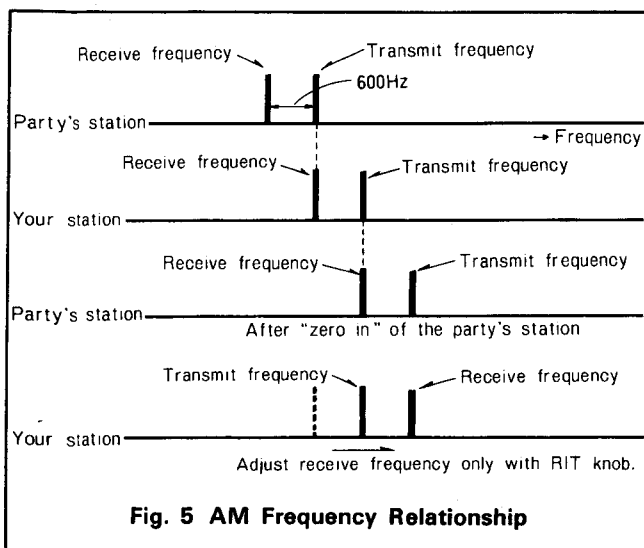 Receive frequency
Transmit frequency
600Hz
Party's station
→ Frequency
Receive frequency
Transmit frequency
Your station
Receive frequency
Transmit frequency
Party's station
After "zero in" of the party's station
Transmit frequency
Receive frequency
Your station
Adjust receive frequency only with RIT knob.
Fig. 5 AM Frequency Relationship